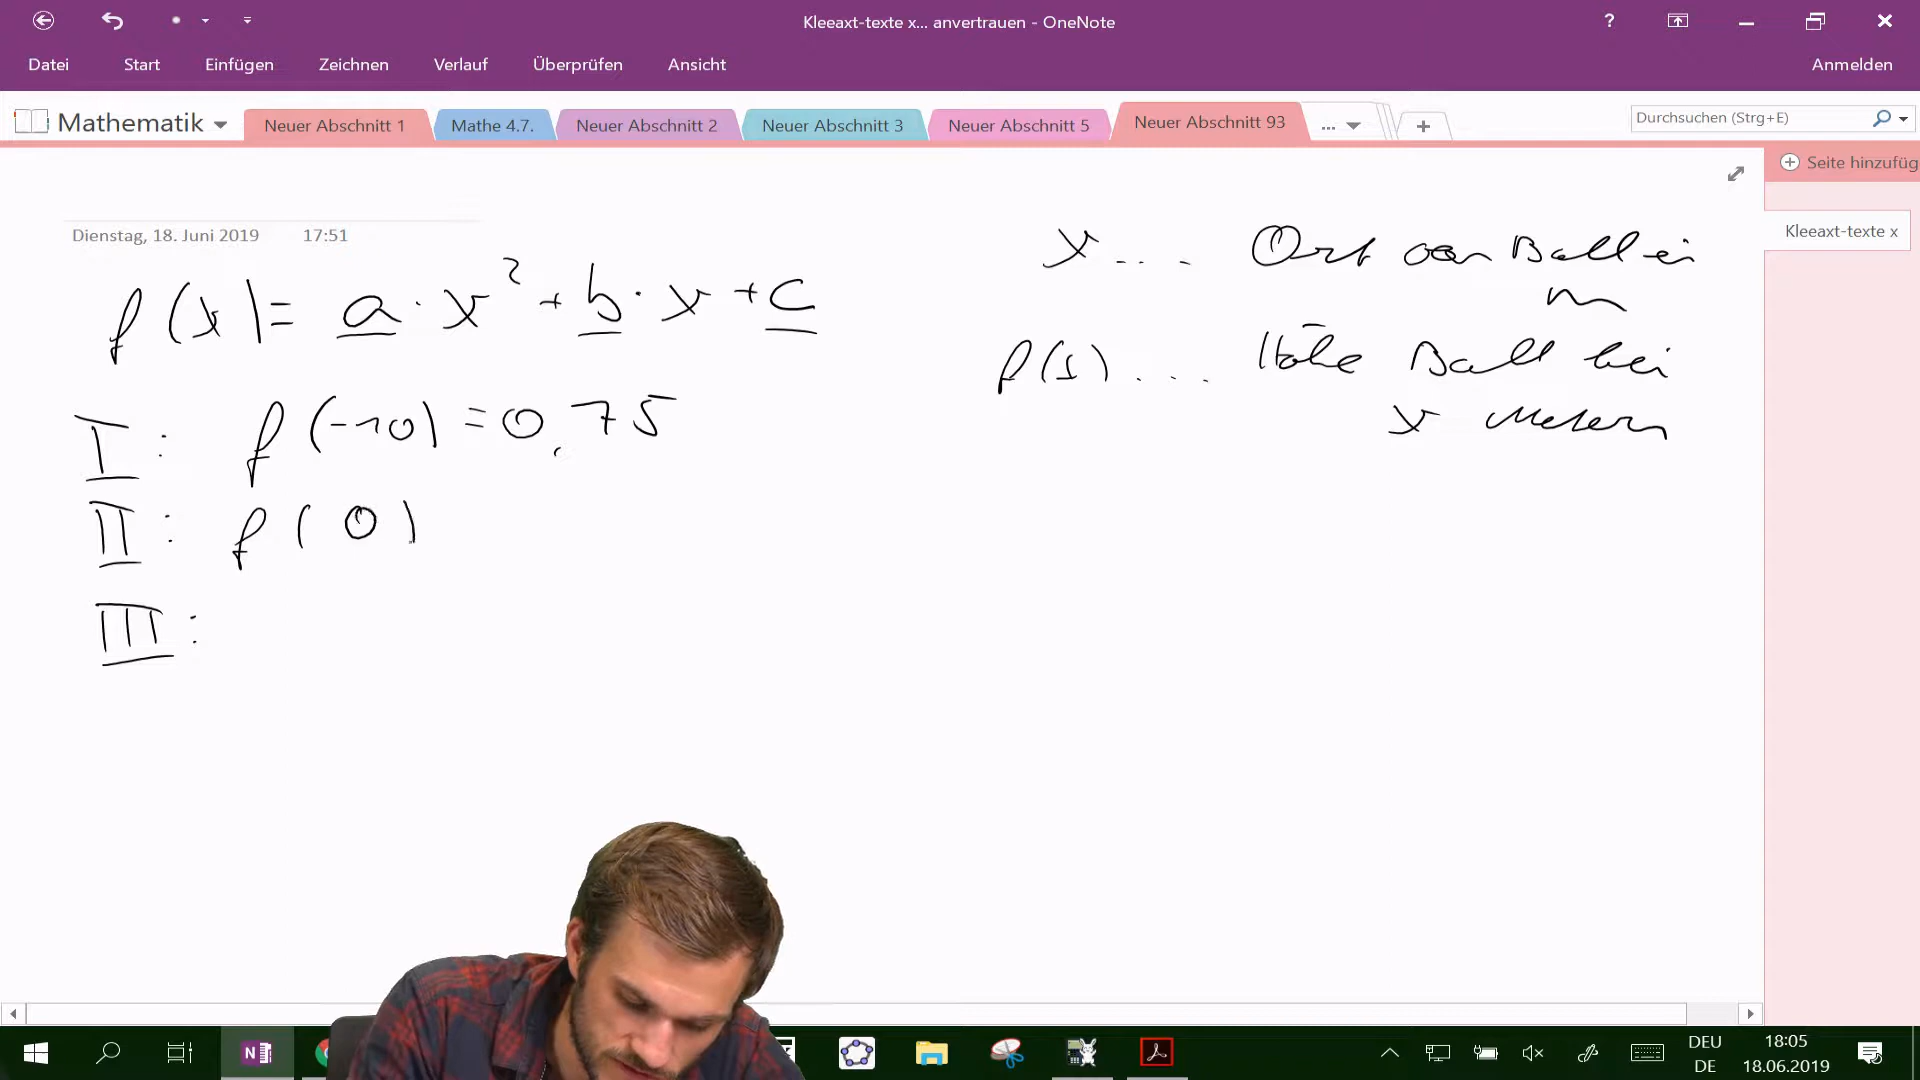 Kleeaxt-texte x... anvertrauen - OneNote
?
Datei Start Einfügen Zeichnen Verlauf Überprüfen Ansicht Anmelden
Mathematik Neuer Abschnitt 1 Mathe 4.7. Neuer Abschnitt 2 Neuer Abschnitt 3 Neuer Abschnitt 5 Neuer Abschnitt 93 ... Durchsuchen (Strg+E)
Seite hinzufüg
Kleeaxt-texte x
Dienstag, 18. Juni 2019 17:51
f(x)= a·x²+b·x+c
I: f(-10)=0,75
II: f(0)
III:
x... Ort von Ball in
m
f(x)... Höhe Ball bei
x Metern
DEU
DE
18:05
18.06.2019